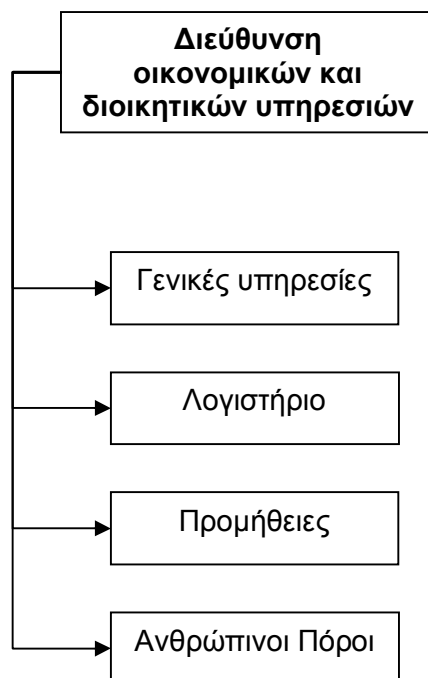 Διεύθυνση
οικονομικών και
διοικητικών υπηρεσιών
Γενικές υπηρεσίες
Λογιστήριο
Προμήθειες
Ανθρώπινοι Πόροι